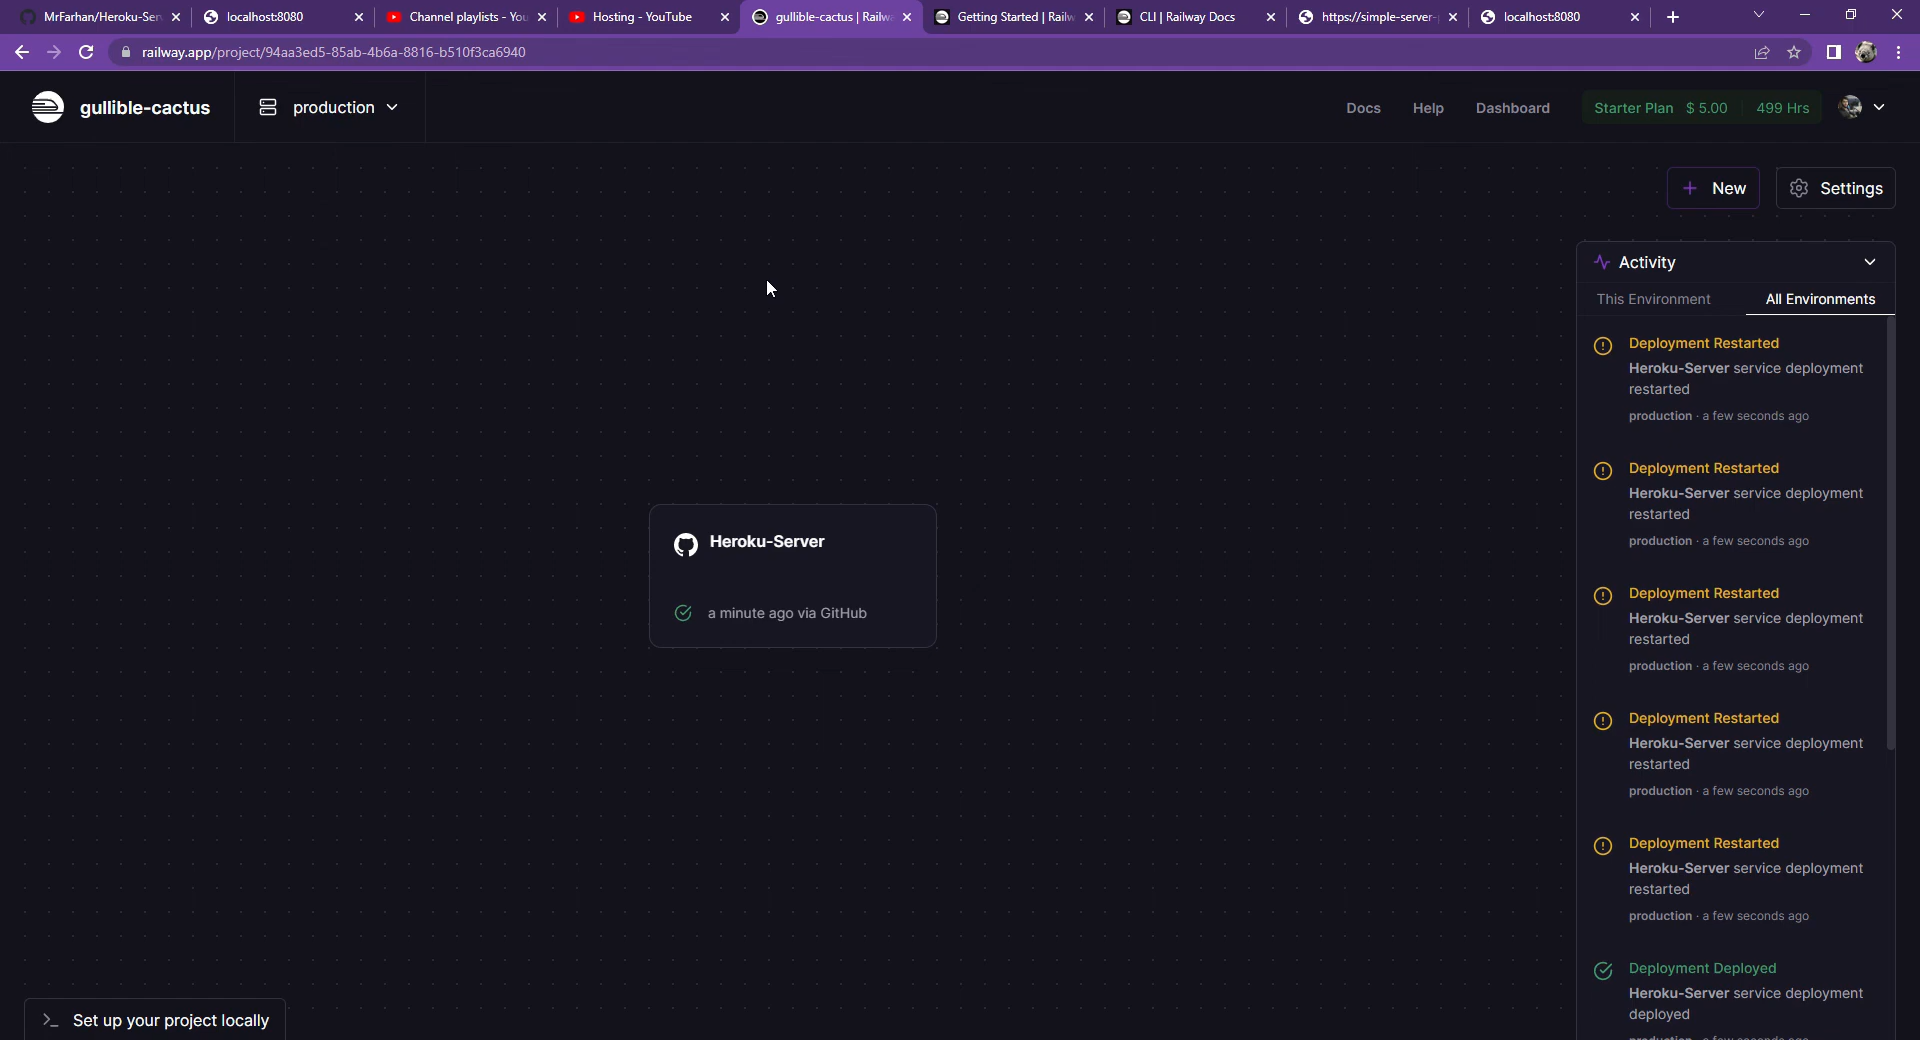 MrFarhan/Heroku-Ser
localhost:8080
Channel playlists - You
Hosting - YouTube
gullible-cactus | Railwa
Getting Started | Railw
CLI | Railway Docs
https://simple-server-
localhost:8080
railway.app/project/94aa3ed5-85ab-4b6a-8816-b510f3ca6940
gullible-cactus
production
Docs
Help
Dashboard
Starter Plan $ 5.00 499 Hrs
New
Settings
Activity
This Environment
All Environments
Deployment Restarted
Heroku-Server service deployment
restarted
production · a few seconds ago
Deployment Restarted
Heroku-Server service deployment
restarted
production · a few seconds ago
Deployment Restarted
Heroku-Server service deployment
restarted
production · a few seconds ago
Deployment Restarted
Heroku-Server service deployment
restarted
production · a few seconds ago
Deployment Restarted
Heroku-Server service deployment
restarted
production · a few seconds ago
Deployment Deployed
Heroku-Server service deployment
deployed
Heroku-Server
a minute ago via GitHub
Set up your project locally